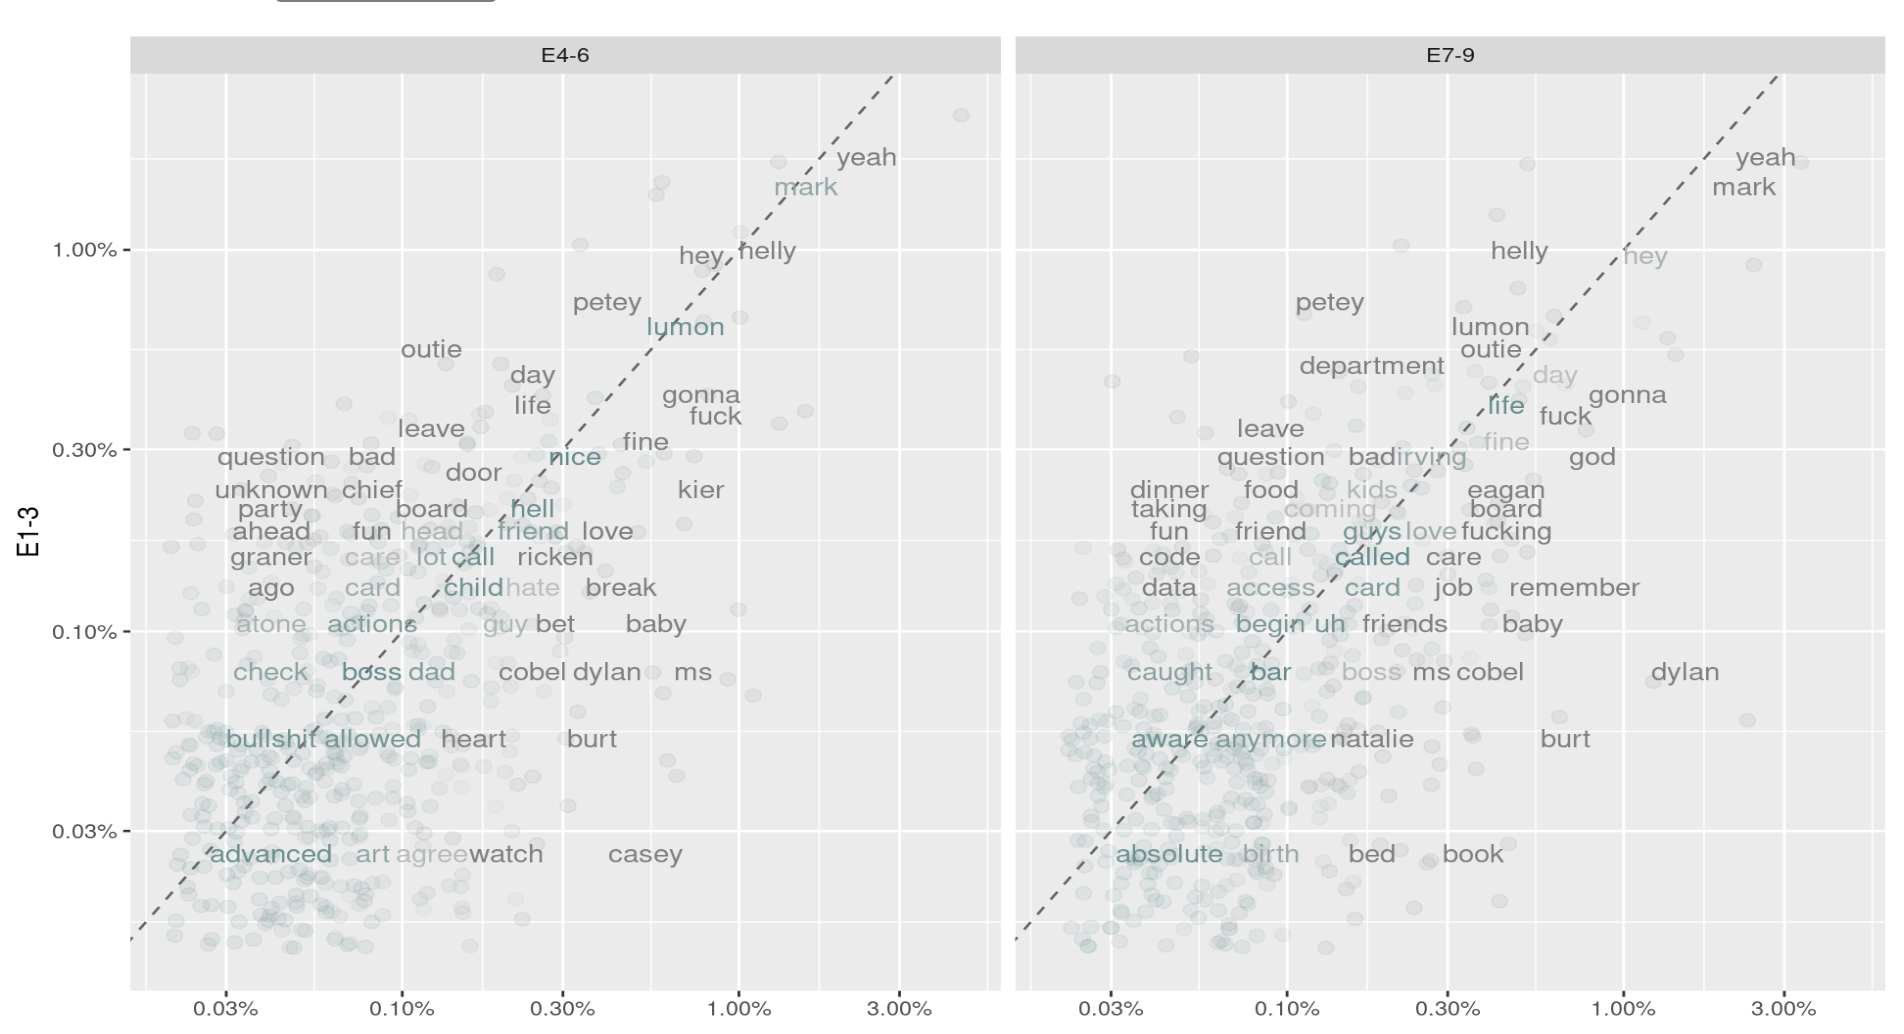 E4-6 E7-9
yeah yeah
mark mark
1.00% hey helly helly hey
petey petey
lumon lumon
outie outie
day department day
life gonna life gonna
fuck fuck
leave fine leave fine
0.30% question bad nice question bad irving god
door
unknown chief kier dinner food kids eagan
party board hell taking coming board
E1-3
ahead fun head friend love fun friend guys love fucking
graner care lot call ricken code call called care
ago card child hate break data access card job remember
0.10% atone actions guy bet baby actions begin uh friends baby
check boss dad cobel dylan ms caught bar boss ms cobel dylan
bullshit allowed heart burt aware anymore natalie burt
0.03%
advanced art agree watch casey absolute birth bed book
0.03% 0.10% 0.30% 1.00% 3.00% 0.03% 0.10% 0.30% 1.00% 3.00%